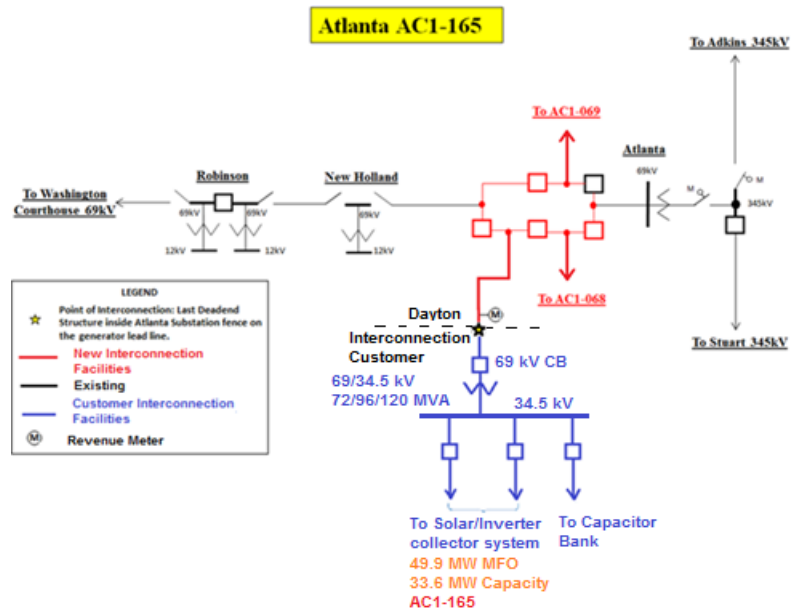 Atlanta AC1-165
To Adkins 345kV
To AC1-069
Atlanta
69kV
M
M
345kV
Robinson
New Holland
To Washington
Courthouse 69kV
69kV
69kV
69kV
12kV
12kV
12kV
To AC1-068
To Stuart 345kV
LEGEND
Point of Interconnection: Last Deadend
Structure inside Atlanta Substation fence on
the generator lead line.
New Interconnection
Facilities
Existing
Customer Interconnection
Facilities
M
Revenue Meter
Dayton
M
Interconnection
Customer
69 kV CB
69/34.5 kV
72/96/120 MVA
34.5 kV
To Solar/Inverter
collector system
49.9 MW MFO
33.6 MW Capacity
AC1-165
To Capacitor
Bank